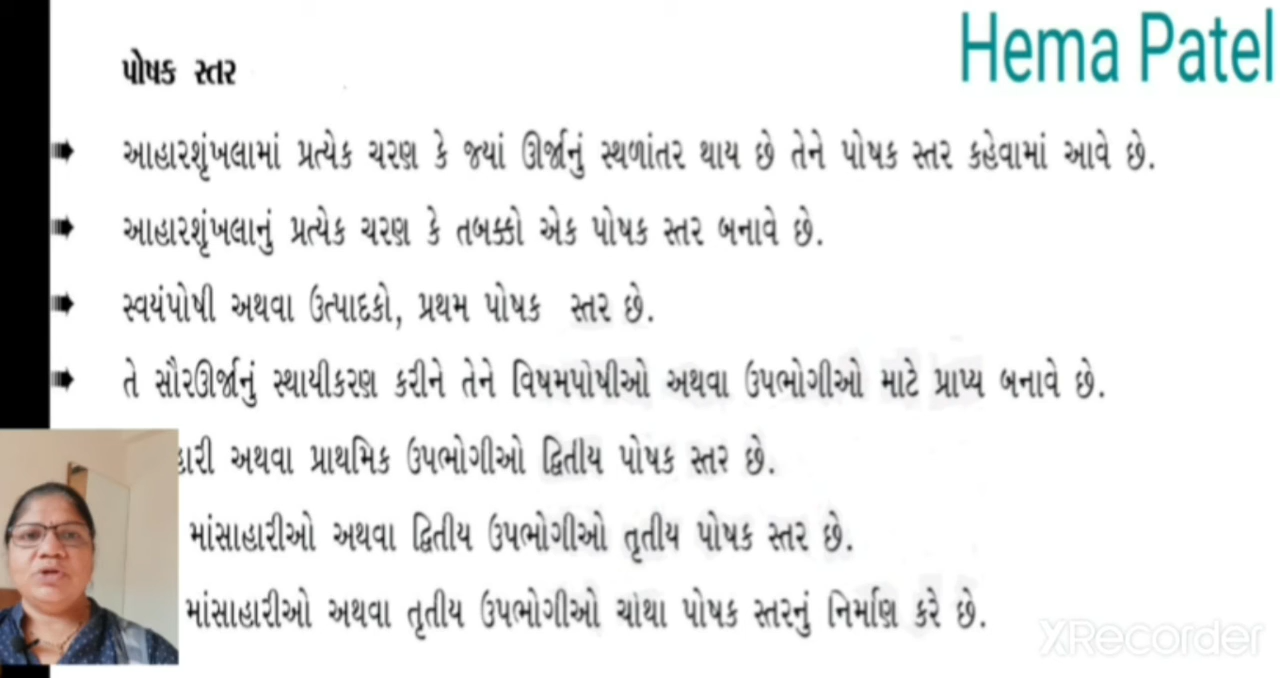 Hema Patel
પોષક સ્તર
આહારશૃંખલામાં પ્રત્યેક ચરણ કે જ્યાં ઊર્જાનું સ્થળાંતર થાય છે તેને પોષક સ્તર કહેવામાં આવે છે.
આહારશૃંખલાનું પ્રત્યેક ચરણ કે તબક્કો એક પોષક સ્તર બનાવે છે.
સ્વયંપોષી અથવા ઉત્પાદકો, પ્રથમ પોષક સ્તર છે.
તે સૌરઊર્જાનું સ્થાયીકરણ કરીને તેને વિષમપોષીઓ અથવા ઉપભોગીઓ માટે પ્રાપ્ય બનાવે છે.
અથવા પ્રાથમિક ઉપભોગીઓ દ્વિતીય પોષક સ્તર છે.
માંસાહારીઓ અથવા દ્વિતીય ઉપભોગીઓ તૃતીય પોષક સ્તર છે.
માંસાહારીઓ અથવા તૃતીય ઉપભોગીઓ ચોથા પોષક સ્તરનું નિર્માણ કરે છે.
XRecorder